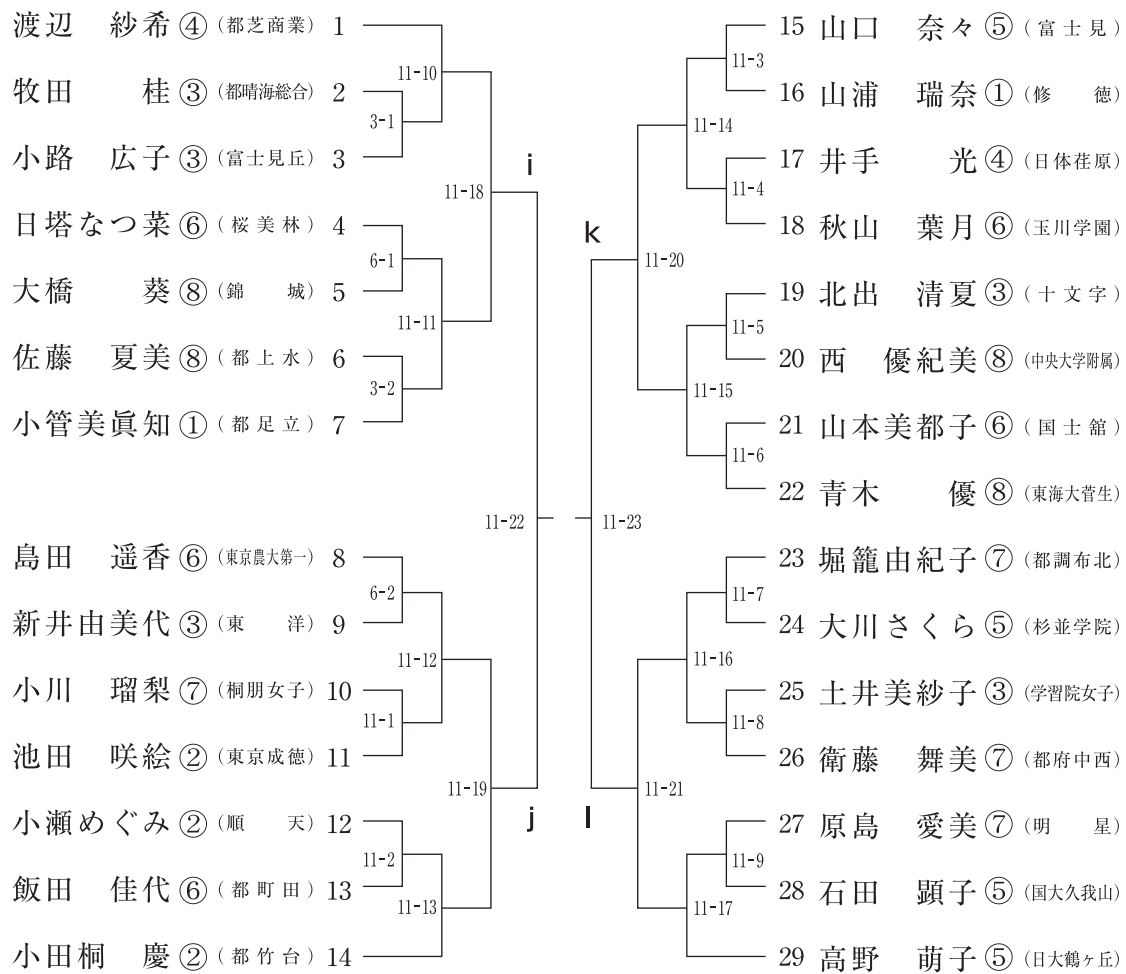 渡辺 紗希④(都芝商業) 1
11-10
牧田 桂③(都晴海総合) 2
3-1
小路 広子③(富士見丘) 3
i
11-18
日塔なつ菜⑥(桜美林) 4
6-1
大橋 葵⑧(錦城) 5
11-11
佐藤 夏美⑧(都上水) 6
3-2
小管美眞知①(都足立) 7
11-22
島田 遥香⑥(東京農大第一) 8
6-2
新井由美代③(東洋) 9
11-12
小川 瑠梨⑦(桐朋女子) 10
11-1
池田 咲絵②(東京成徳) 11
11-19
j
小瀬めぐみ②(順天) 12
11-2
飯田 佳代⑥(都町田) 13
11-13
小田桐 慶②(都竹台) 14
15 山口 奈々⑤(富士見)
11-3
16 山浦 瑞奈①(修徳)
11-14
17 井手 光④(日体荏原)
11-4
18 秋山 葉月⑥(玉川学園)
k
11-20
19 北出 清夏③(十文字)
11-5
20 西 優紀美⑧(中央大学附属)
11-15
21 山本美都子⑥(国士舘)
11-6
22 青木 優⑧(東海大菅生)
11-23
23 堀籠由紀子⑦(都調布北)
11-7
24 大川さくら⑤(杉並学院)
11-16
25 土井美紗子③(学習院女子)
11-8
26 衛藤 舞美⑦(都府中西)
11-21
l
27 原島 愛美⑦(明星)
11-9
28 石田 顕子⑤(国大久我山)
11-17
29 高野 萌子⑤(日大鶴ヶ丘)